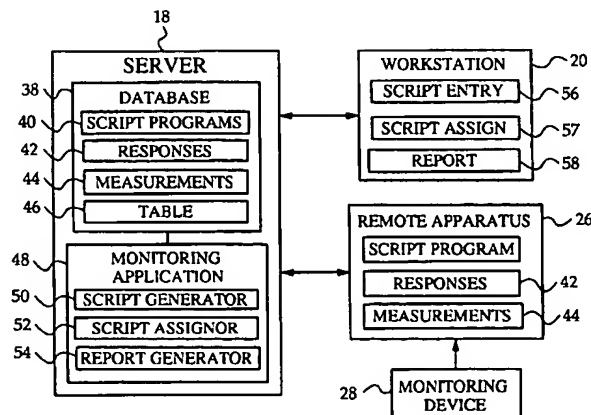 18
SERVER
38
DATABASE
40
SCRIPT PROGRAMS
42
RESPONSES
44
MEASUREMENTS
46
TABLE
48
MONITORING
APPLICATION
50
SCRIPT GENERATOR
52
SCRIPT ASSIGNOR
54
REPORT GENERATOR
WORKSTATION
20
SCRIPT ENTRY
56
SCRIPT ASSIGN
57
REPORT
58
REMOTE APPARATUS
26
SCRIPT PROGRAM
RESPONSES
42
MEASUREMENTS
44
28
MONITORING
DEVICE